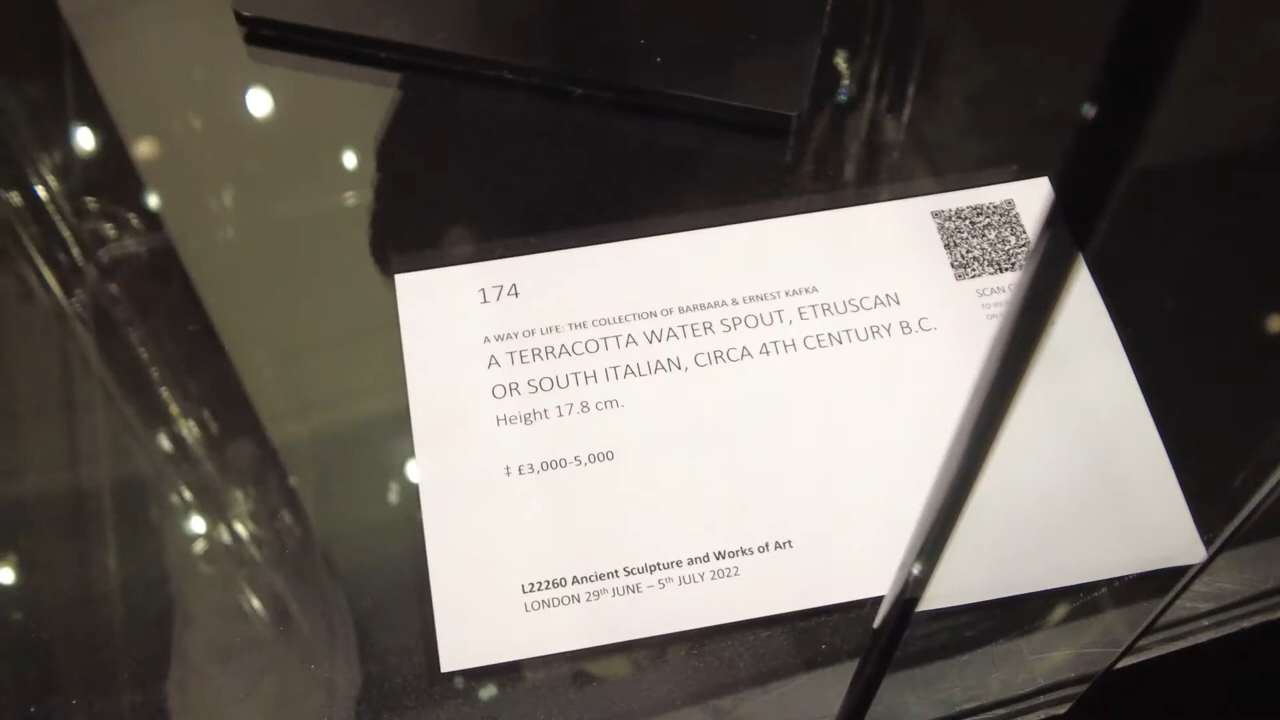 174
A WAY OF LIFE: THE COLLECTION OF BARBARA & ERNEST KAFKA
A TERRACOTTA WATER SPOUT, ETRUSCAN
OR SOUTH ITALIAN, CIRCA 4TH CENTURY B.C.
Height 17.8 cm.
‡ £3,000-5,000
L22260 Ancient Sculpture and Works of Art
LONDON 29th JUNE – 5th JULY 2022
SCAN